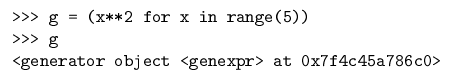 >>> g = (x**2 for x in range(5))
>>> g
<generator object <genexpr> at 0x7f4c45a786c0>